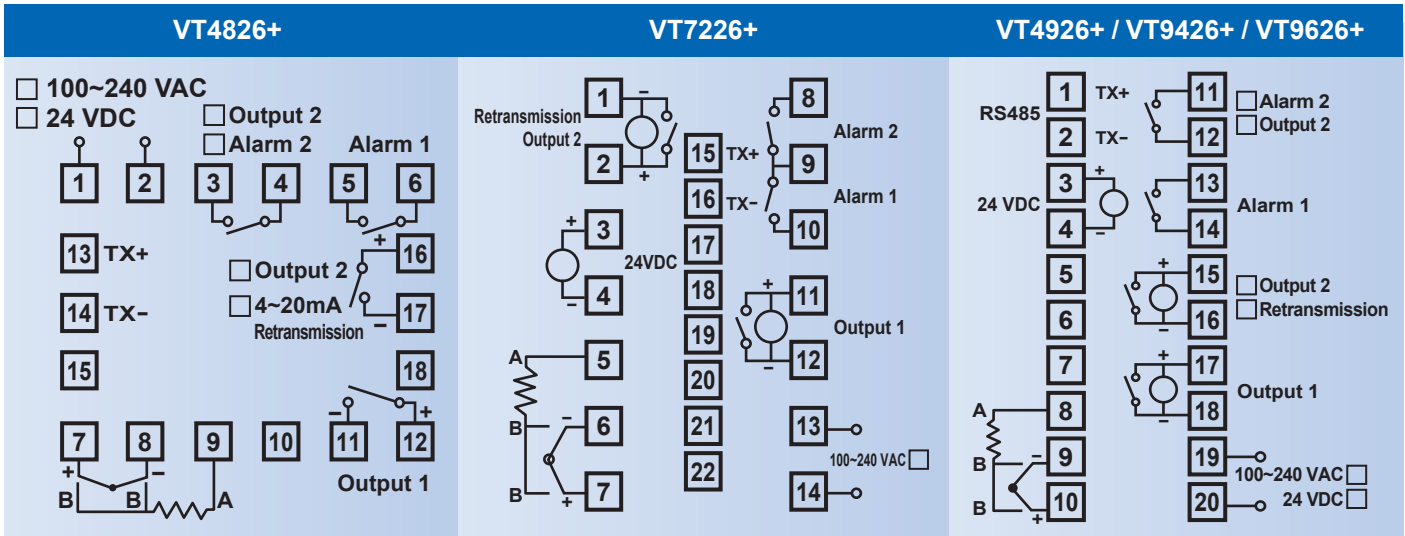 VT4826+
VT7226+
VT4926+ / VT9426+ / VT9626+
100~240 VAC
24 VDC
Output 2
Alarm 2
Alarm 1
1 2 3 4 5 6
+
13 TX+
16
Output 2
14 TX−
4~20mA
Retransmission
− 17
15
18
− +
7 8 9 10 11 12
+ −
Output 1
B B A
1 − 8
Retransmission
Output 2
Alarm 2
15 TX+
2 + 9
16 TX−
Alarm 1
+ 3 10
17
24VDC
− 4 18
+ 11
Output 1
19
A 5
− 12
20
B − 6 21 13
100~240 VAC
22
B + 7 14
RS485
1 TX+ 11
Alarm 2
Output 2
2 TX− 12
3 + 13
24 VDC
Alarm 1
4 − 14
5 + 15
Output 2
Retransmission
6 − 16
7 + 17
Output 1
A 8 − 18
B − 9 19
100~240 VAC
24 VDC
B + 10 20